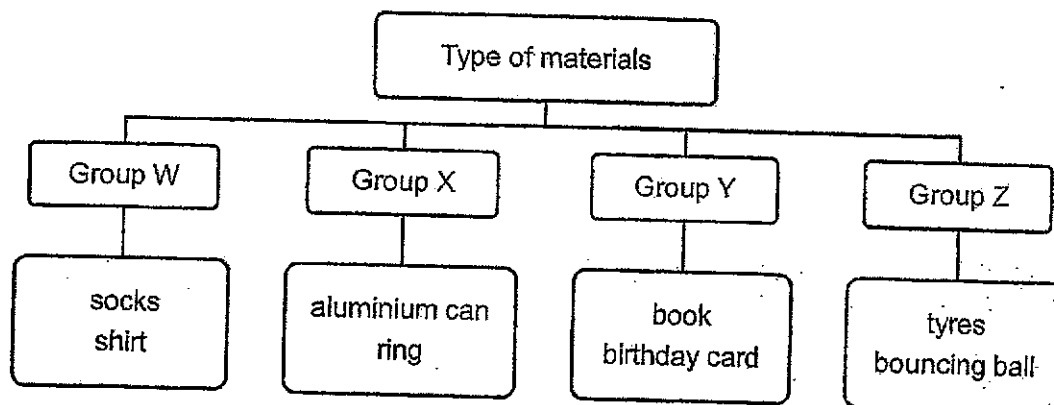 Type of materials
Group W
Group X
Group Y
Group Z
socks
shirt
aluminium can
ring
book
birthday card
tyres
bouncing ball